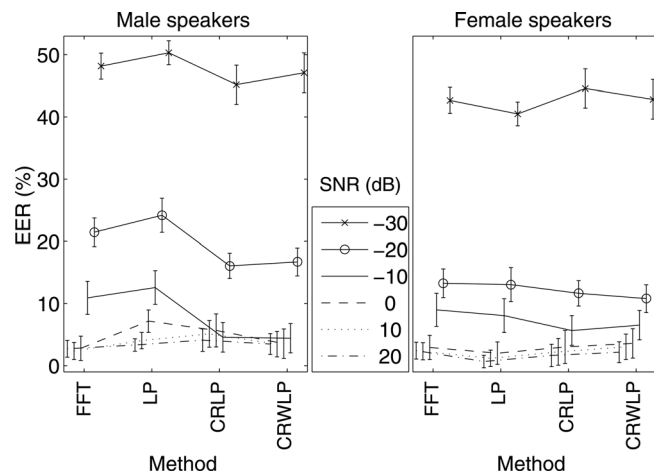 Male speakers
Female speakers
EER (%)
50
40
30
20
10
0
SNR (dB)
-30
-20
-10
0
10
20
FFT
LP
CRLP
CRWLP
FFT
LP
CRLP
CRWLP
Method
Method